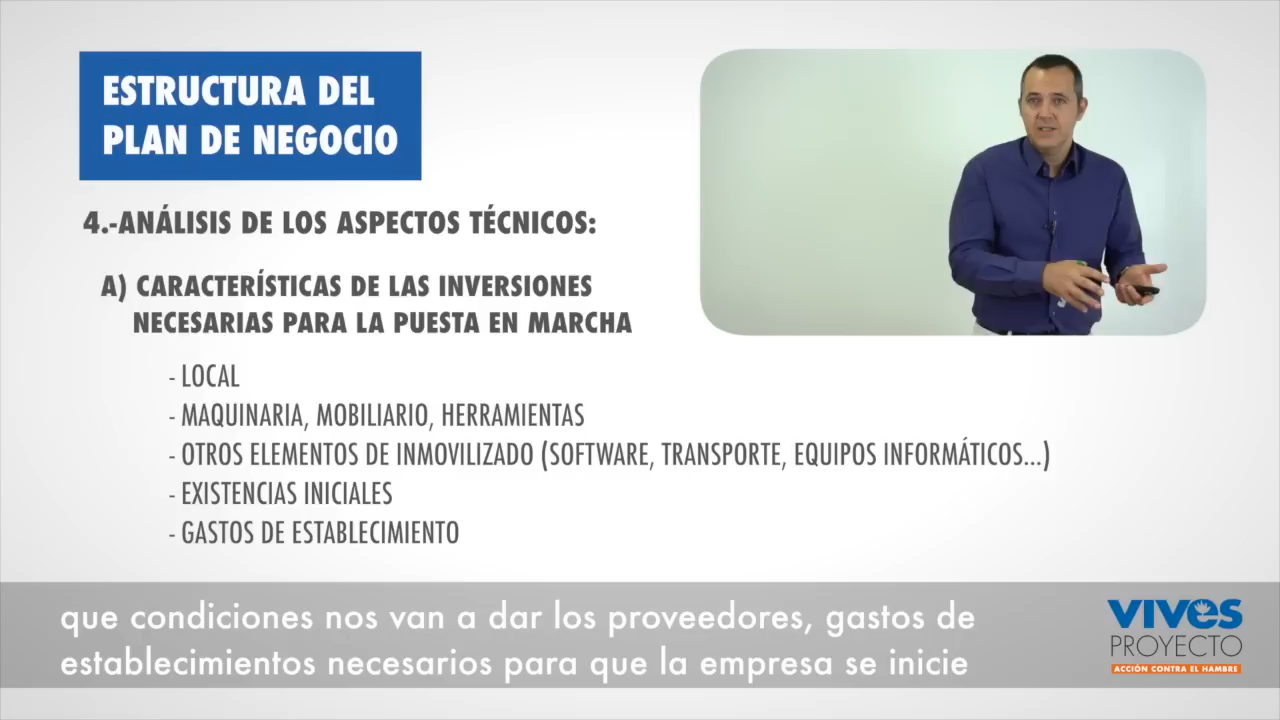 ESTRUCTURA DEL
PLAN DE NEGOCIO
4.-ANÁLISIS DE LOS ASPECTOS TÉCNICOS:
A) CARACTERÍSTICAS DE LAS INVERSIONES
NECESARIAS PARA LA PUESTA EN MARCHA
- LOCAL
- MAQUINARIA, MOBILIARIO, HERRAMIENTAS
- OTROS ELEMENTOS DE INMOVILIZADO (SOFTWARE, TRANSPORTE, EQUIPOS INFORMÁTICOS...)
- EXISTENCIAS INICIALES
- GASTOS DE ESTABLECIMIENTO
que condiciones nos van a dar los proveedores, gastos de
establecimientos necesarios para que la empresa se inicie
VIVES
PROYECTO
ACCIÓN CONTRA EL HAMBRE